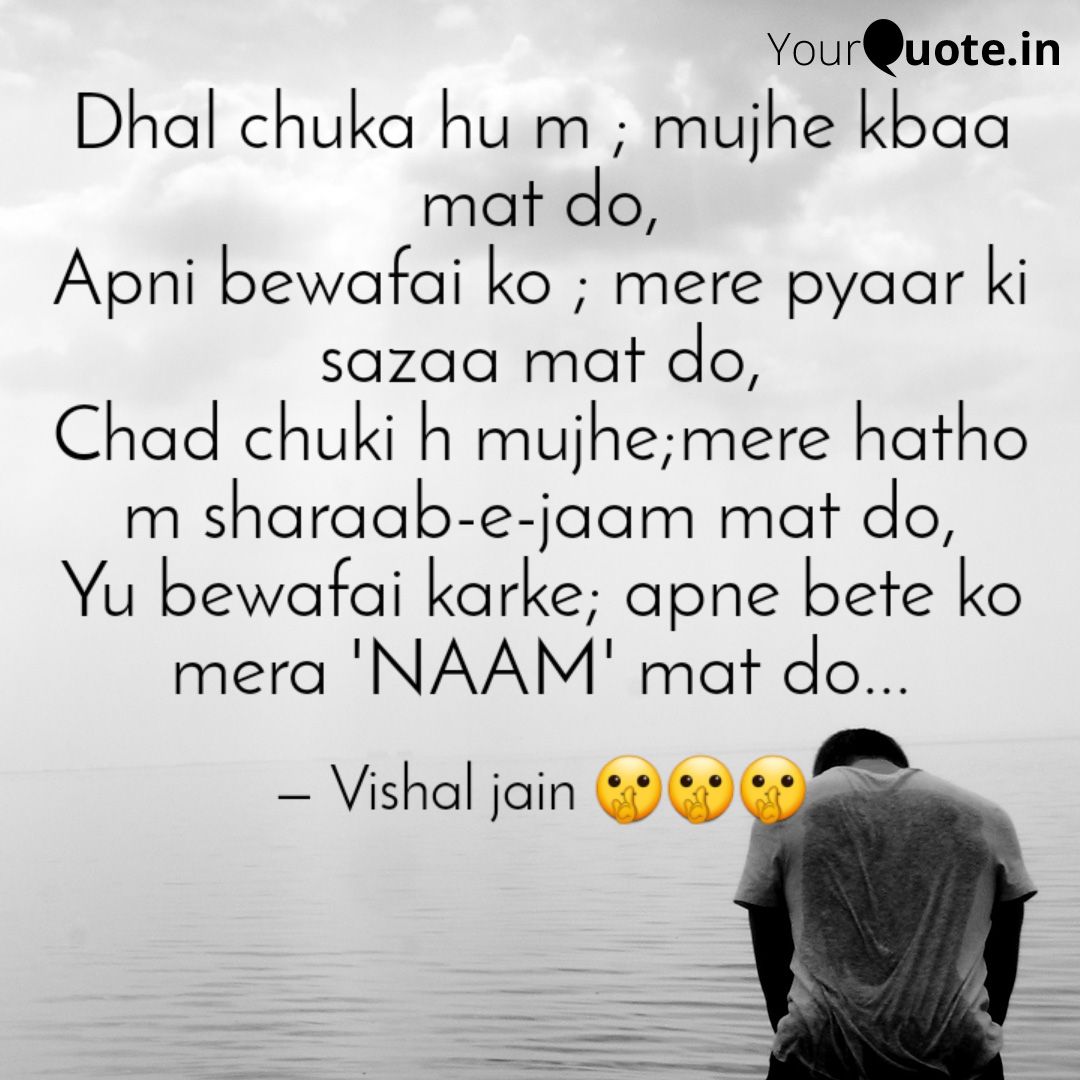 YourQuote.in
Dhal chuka hu m ; mujhe kbaa
mat do,
Apni bewafai ko ; mere pyaar ki
sazaa mat do,
Chad chuki h mujhe;mere hatho
m sharaab-e-jaam mat do,
Yu bewafai karke; apne bete ko
mera 'NAAM' mat do...
– Vishal jain 🤫🤫🤫